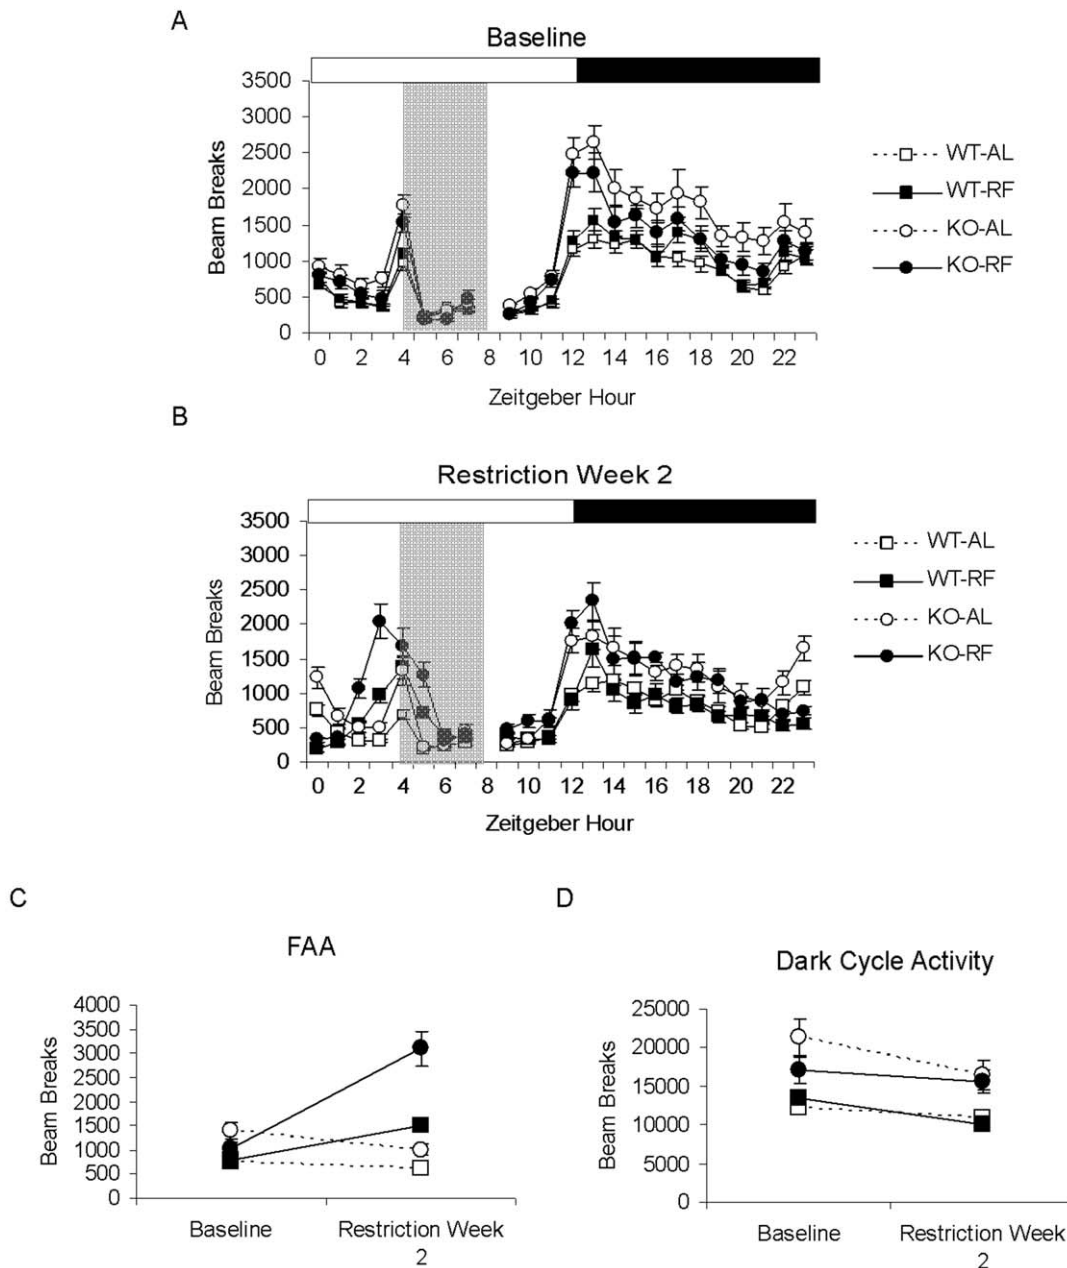 A
Baseline
3500
3000
2500
2000
1500
1000
500
0
Beam Breaks
0 2 4 6 8 10 12 14 16 18 20 22
Zeitgeber Hour
WT-AL
WT-RF
KO-AL
KO-RF
B
Restriction Week 2
3500
3000
2500
2000
1500
1000
500
0
Beam Breaks
0 2 4 6 8 10 12 14 16 18 20 22
Zeitgeber Hour
WT-AL
WT-RF
KO-AL
KO-RF
C
FAA
4000
3500
3000
2500
2000
1500
1000
500
0
Beam Breaks
Baseline
Restriction Week
2
D
Dark Cycle Activity
25000
20000
15000
10000
5000
0
Beam Breaks
Baseline
Restriction Week
2